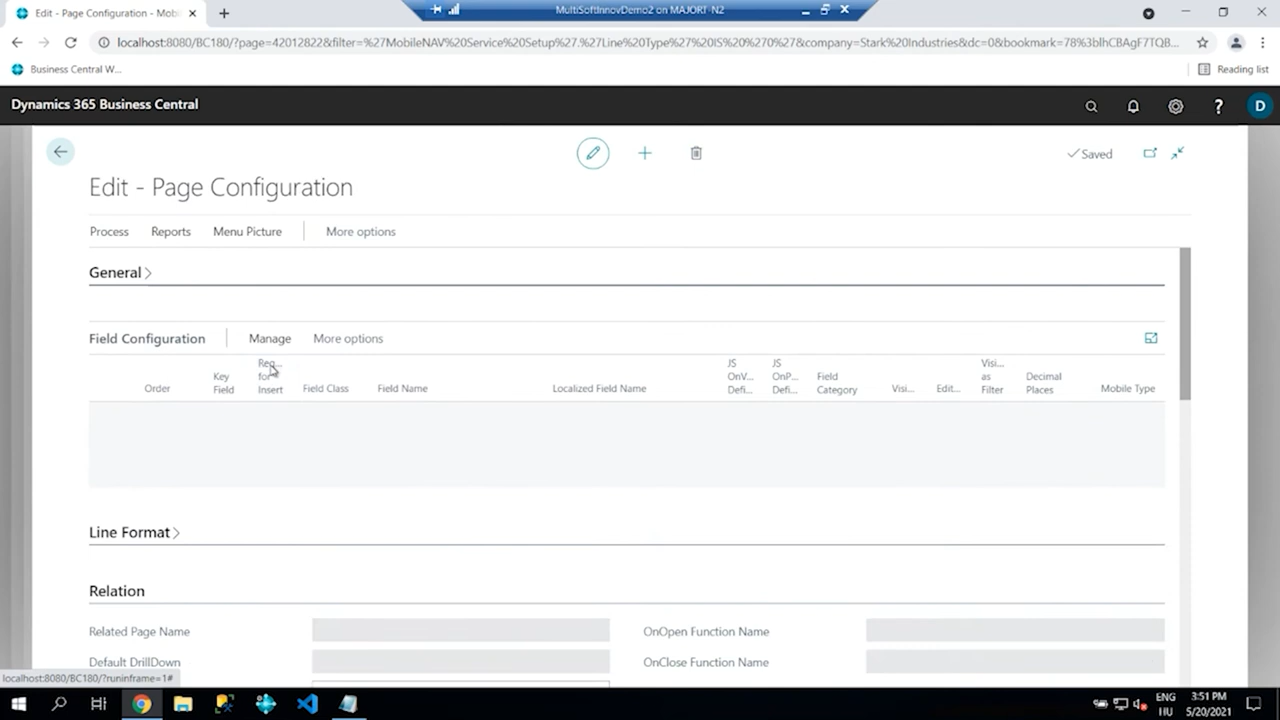 Edit - Page Configuration - Mobi
MultiSoftInnovDemo2 on MAJORT-N2
localhost:8080/BC180/?page=42012822&filter=%27MobileNAV%20Service%20Setup%27.%27Line%20Type%27%20IS%20%270%27&company=Stark%20Industries&dc=0&bookmark=78%3blhCBAgF7TQB...
Business Central W...
Reading list
Dynamics 365 Business Central
D
Saved
Edit - Page Configuration
Process Reports Menu Picture More options
General
Field Configuration Manage More options
Order
Key Field
Req... for Insert
Field Class
Field Name
Localized Field Name
JS OnV... Defi...
JS OnP... Defi...
Field Category
Visi...
Edit...
Visi... as Filter
Decimal Places
Mobile Type
Line Format
Relation
Related Page Name
OnOpen Function Name
Default DrillDown
OnClose Function Name
localhost:8080/BC180/?runinframe=1#
ENG
HU
3:51 PM
5/20/2021